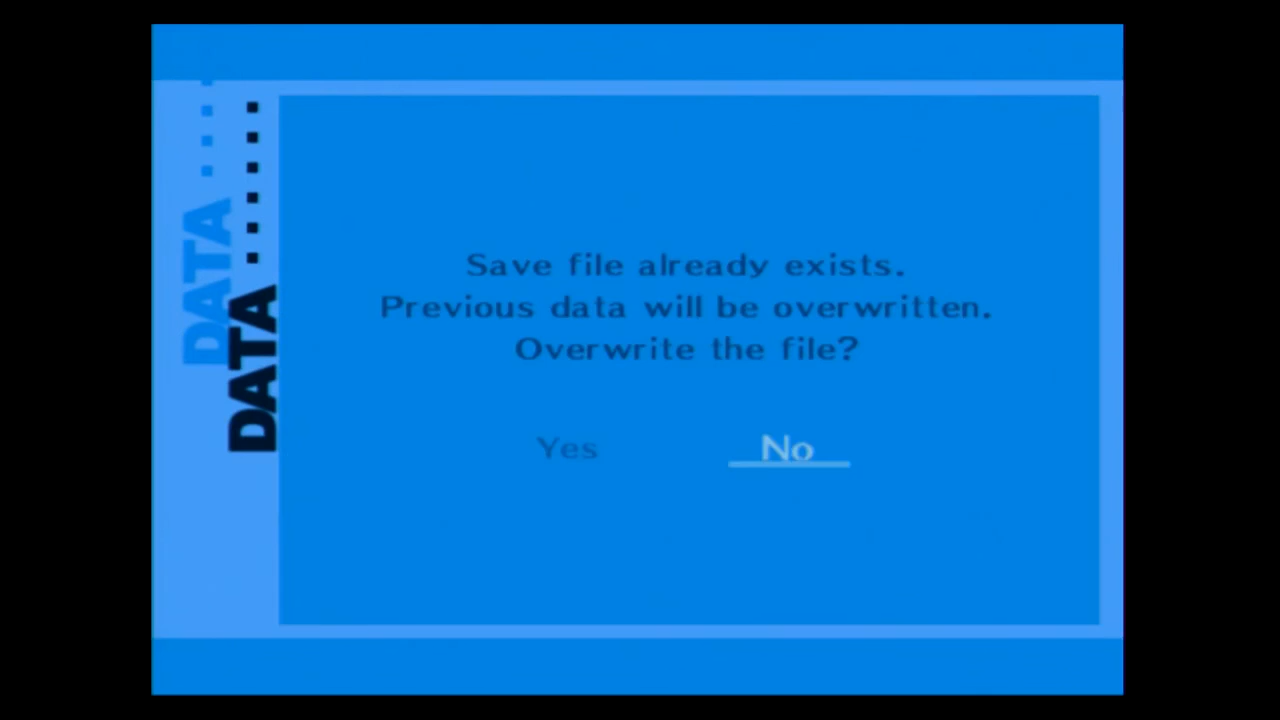 DATA ......
DATA ....
Save file already exists.
Previous data will be overwritten.
Overwrite the file?
Yes No